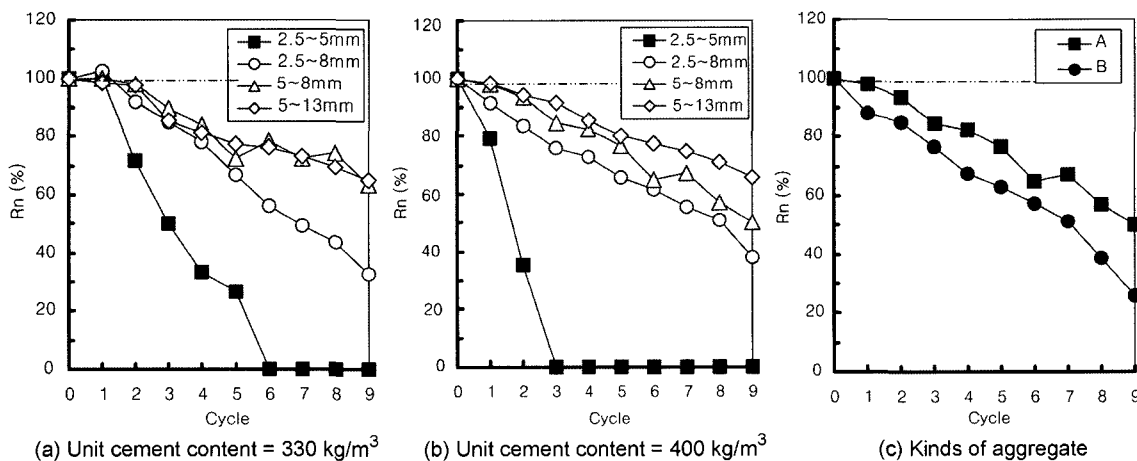 120
100
80
60
40
20
0
Rn (%)
0 1 2 3 4 5 6 7 8 9
Cycle
2.5~5mm
2.5~8mm
5~8mm
5~13mm
(a) Unit cement content = 330 kg/m³
120
100
80
60
40
20
0
Rn (%)
0 1 2 3 4 5 6 7 8 9
Cycle
2.5~5mm
2.5~8mm
5~8mm
5~13mm
(b) Unit cement content = 400 kg/m³
120
100
80
60
40
20
0
Rn (%)
0 1 2 3 4 5 6 7 8 9
Cycle
A
B
(c) Kinds of aggregate